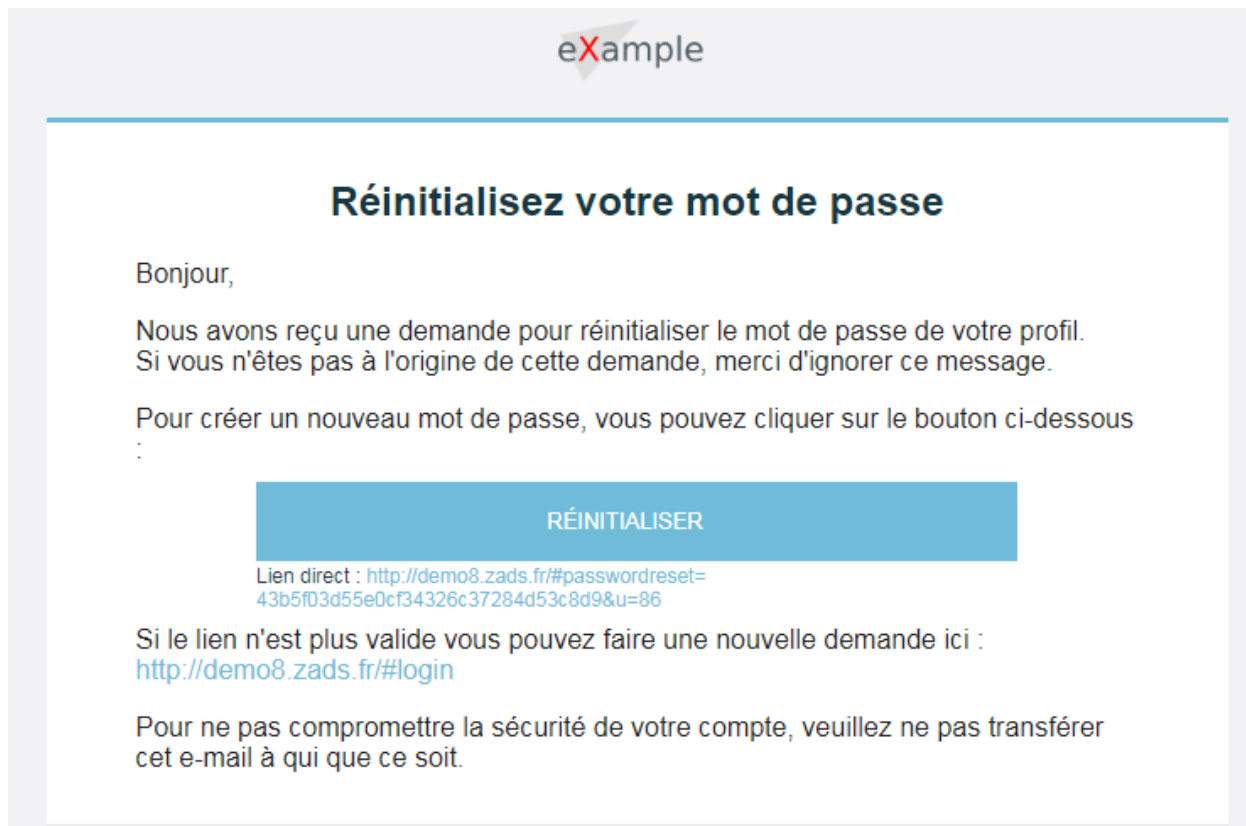 eXample
Réinitialisez votre mot de passe
Bonjour,
Nous avons reçu une demande pour réinitialiser le mot de passe de votre profil.
Si vous n'êtes pas à l'origine de cette demande, merci d'ignorer ce message.
Pour créer un nouveau mot de passe, vous pouvez cliquer sur le bouton ci-dessous
:
RÉINITIALISER
Lien direct : http://demo8.zads.fr/#passwordreset=
43b5f03d55e0cf34326c37284d53c8d9&u=86
Si le lien n'est plus valide vous pouvez faire une nouvelle demande ici :
http://demo8.zads.fr/#login
Pour ne pas compromettre la sécurité de votre compte, veuillez ne pas transférer
cet e-mail à qui que ce soit.